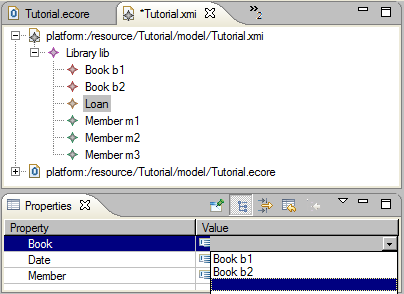 Tutorial.ecore
*Tutorial.xmi
»2
platform:/resource/Tutorial/model/Tutorial.xmi
Library lib
Book b1
Book b2
Loan
Member m1
Member m2
Member m3
platform:/resource/Tutorial/model/Tutorial.ecore
Properties
Property Value
Book
Date Book b1
Book b2
Member